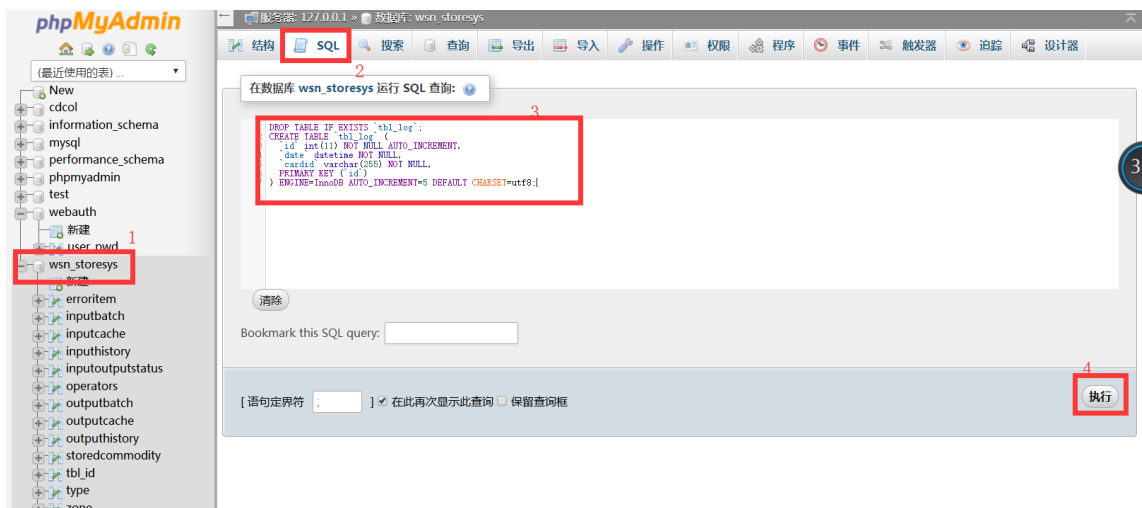 phpMyAdmin
(最近使用的表) ...
New
cdcol
information_schema
mysql
performance_schema
phpmyadmin
test
webauth
新建
user_pwd
1
wsn_storesys
新建
erroritem
inputbatch
inputcache
inputhistory
inputoutputstatus
operators
outputbatch
outputcache
outputhistory
storedcommodity
tbl_id
type
zone
服务器: 127.0.0.1 » 数据库: wsn_storesys
结构 SQL 搜索 查询 导出 导入 操作 权限 程序 事件 触发器 追踪 设计器
2
在数据库 wsn_storesys 运行 SQL 查询:
3
DROP TABLE IF EXISTS `tbl_log`;
CREATE TABLE `tbl_log` (
`id` int(11) NOT NULL AUTO_INCREMENT,
`date` datetime NOT NULL,
`cardid` varchar(255) NOT NULL,
PRIMARY KEY (`id`)
) ENGINE=InnoDB AUTO_INCREMENT=5 DEFAULT CHARSET=utf8;
3
清除
Bookmark this SQL query:
4
[ 语句定界符 ; ] 在此再次显示此查询 保留查询框
执行